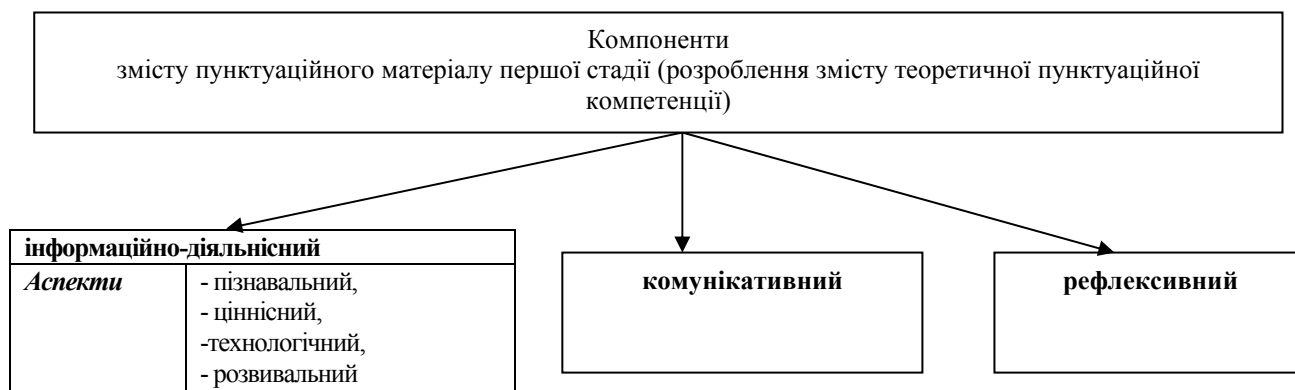 Компоненти
змісту пунктуаційного матеріалу першої стадії (розроблення змісту теоретичної пунктуаційної
компетенції)
інформаційно-діяльнісний
Аспекти
- пізнавальний,
- ціннісний,
-технологічний,
- розвивальний
комунікативний
рефлексивний